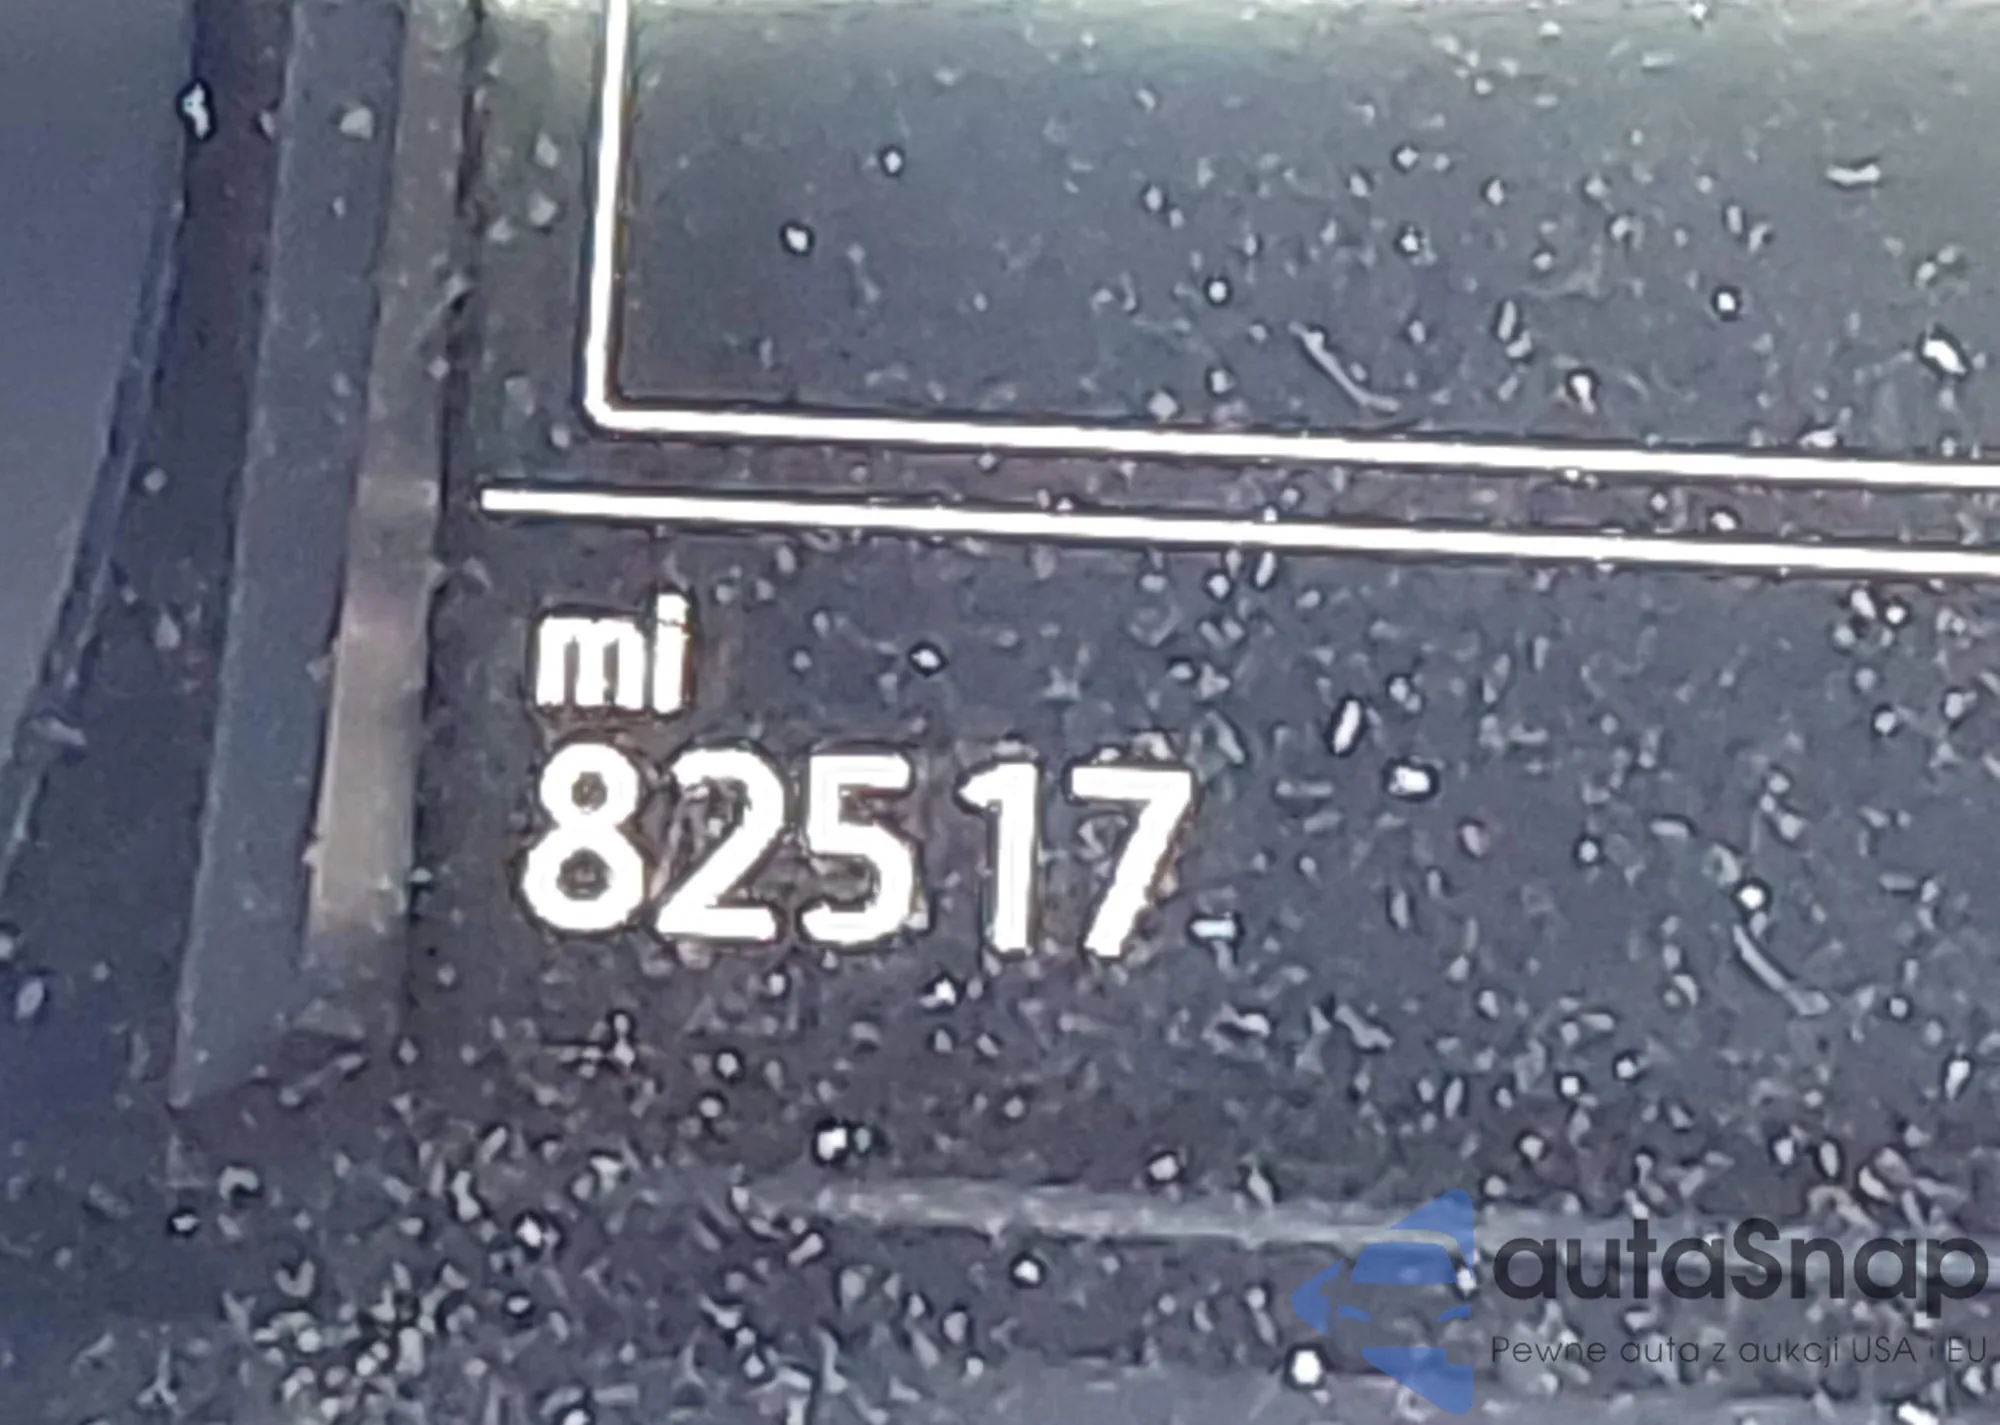 mi
82517
autaSnap
Pewne auta z aukcji USA i EU